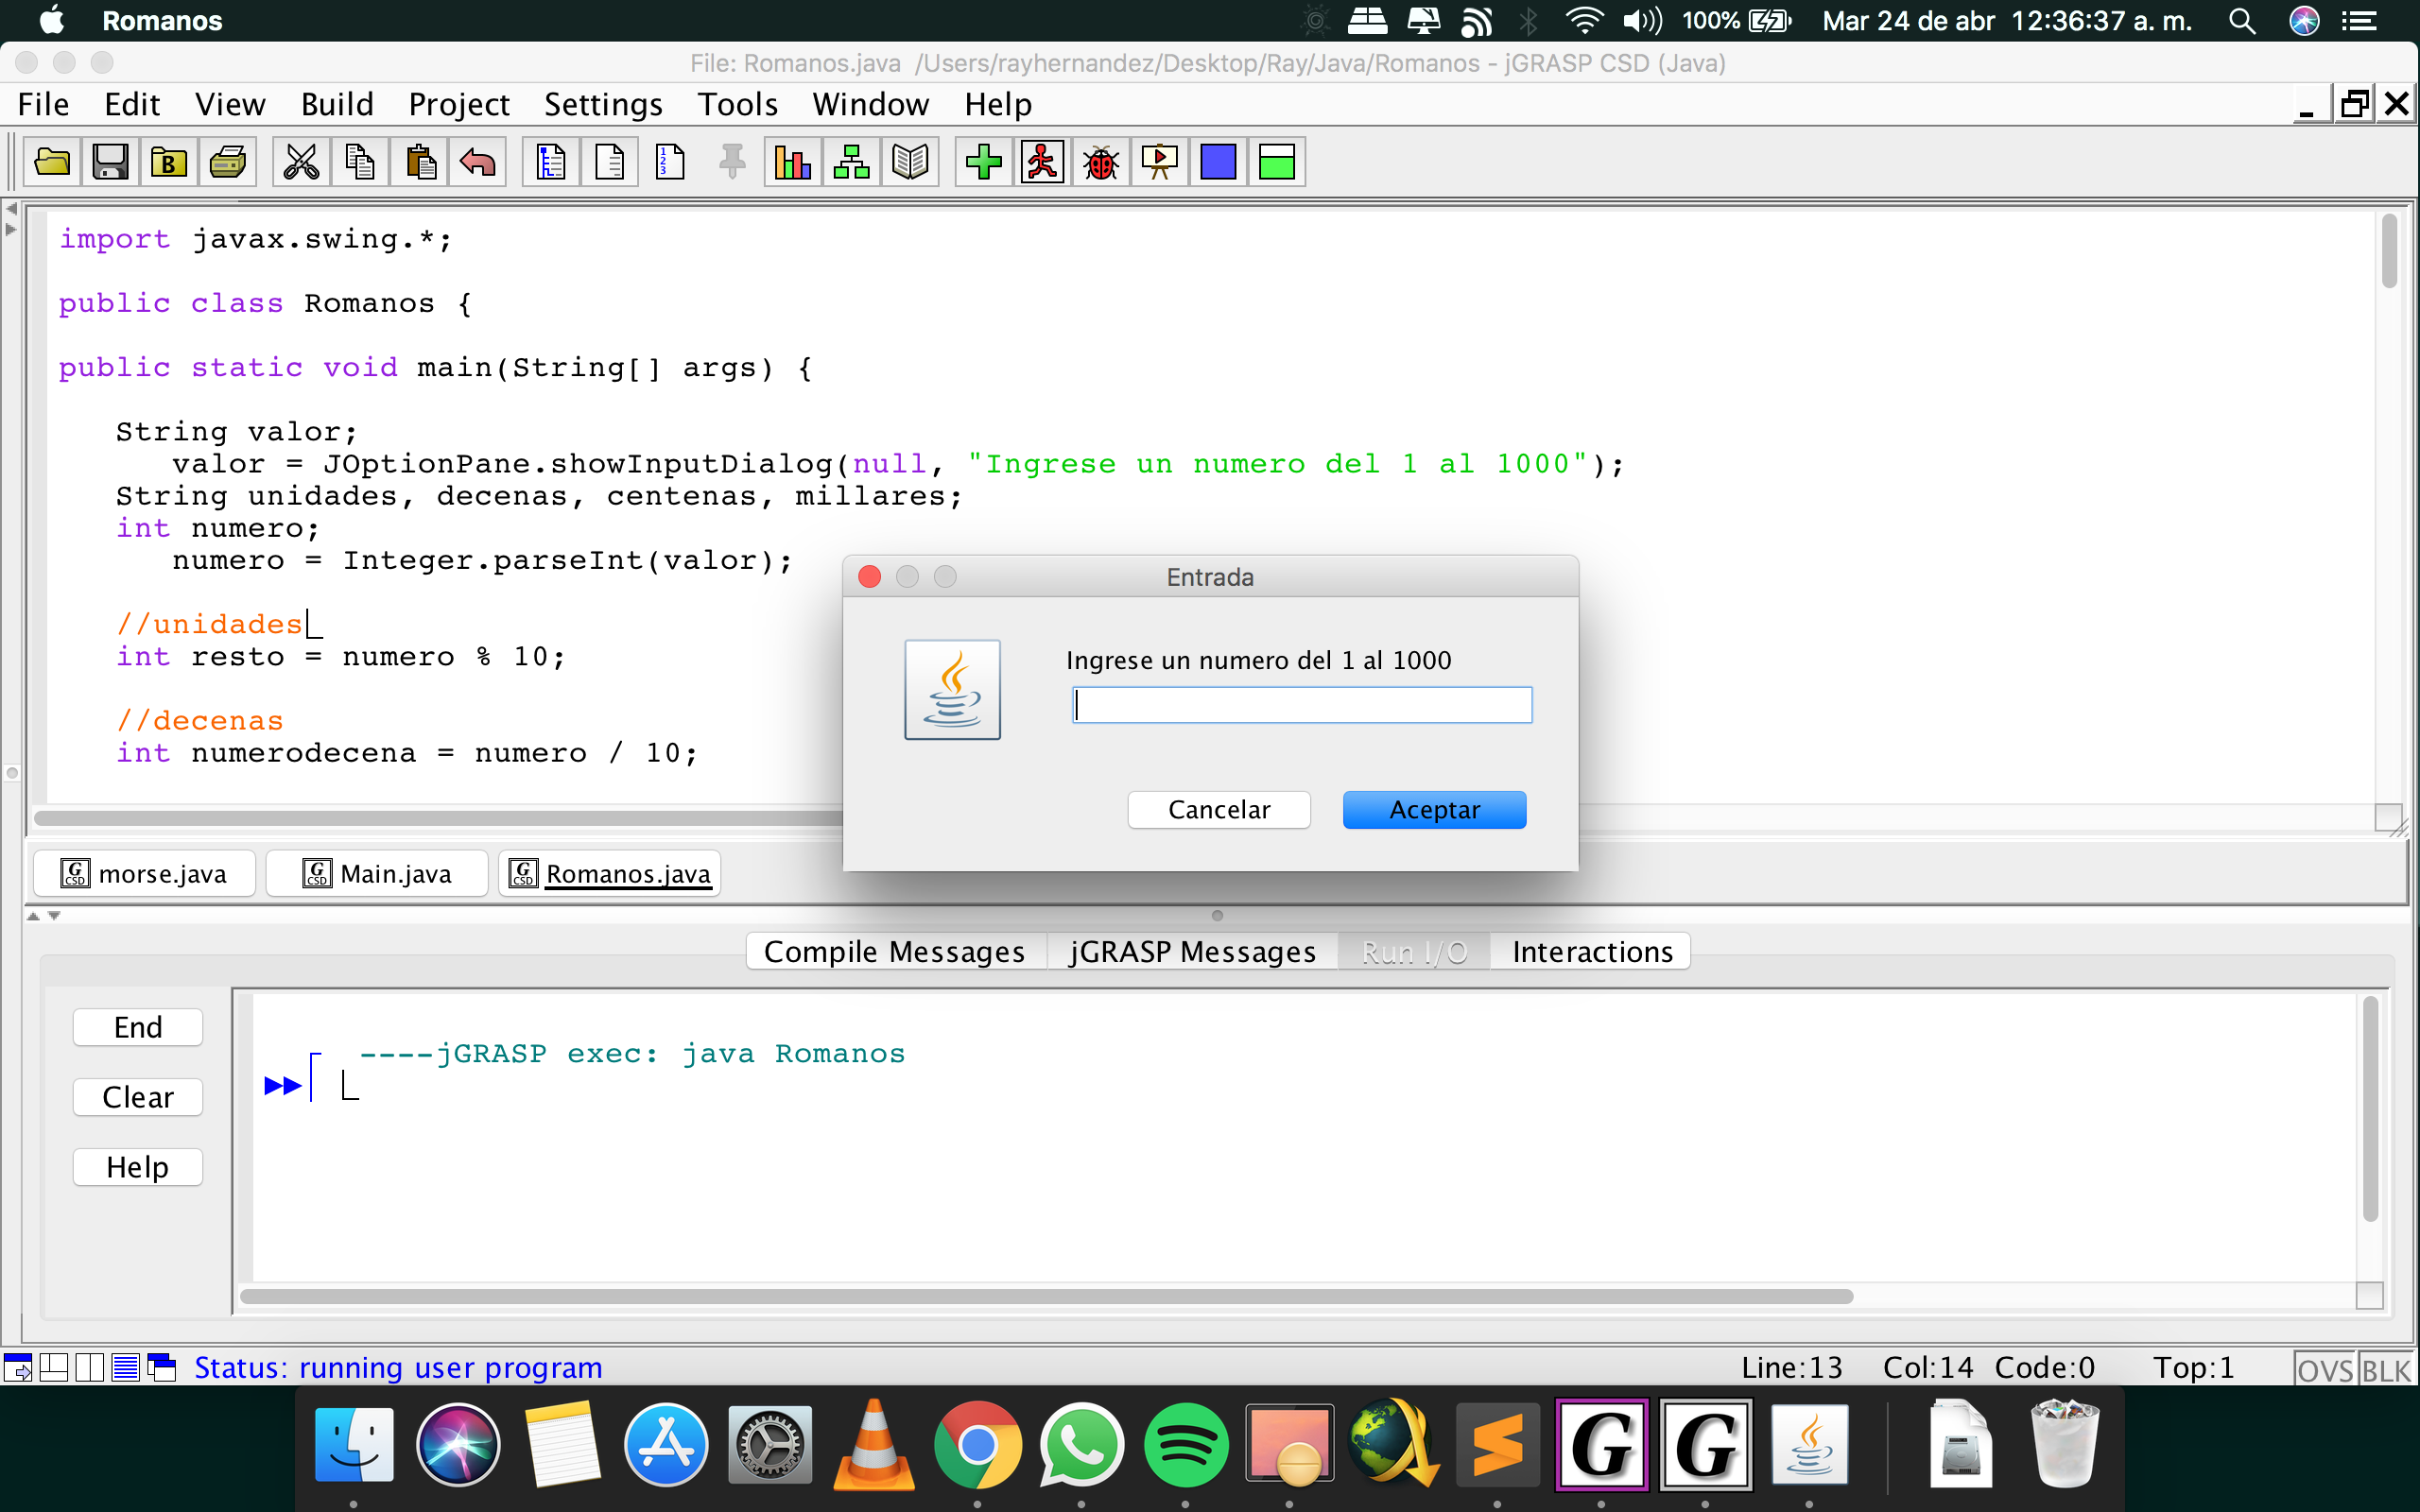 Romanos
100%
Mar 24 de abr 12:36:37 a. m.
File: Romanos.java /Users/rayhernandez/Desktop/Ray/Java/Romanos - jGRASP CSD (Java)
File Edit View Build Project Settings Tools Window Help
B
1
2
3
import javax.swing.*;
public class Romanos {
public static void main(String[] args) {
String valor;
valor = JOptionPane.showInputDialog(null, "Ingrese un numero del 1 al 1000");
String unidades, decenas, centenas, millares;
int numero;
numero = Integer.parseInt(valor);
//unidades
int resto = numero % 10;
//decenas
int numerodecena = numero / 10;
Entrada
Ingrese un numero del 1 al 1000
Cancelar Aceptar
G CSD morse.java G CSD Main.java G CSD Romanos.java
Compile Messages jGRASP Messages Run I/O Interactions
End
Clear
Help
----jGRASP exec: java Romanos
Status: running user program
Line:13 Col:14 Code:0 Top:1 OVS BLK
G G